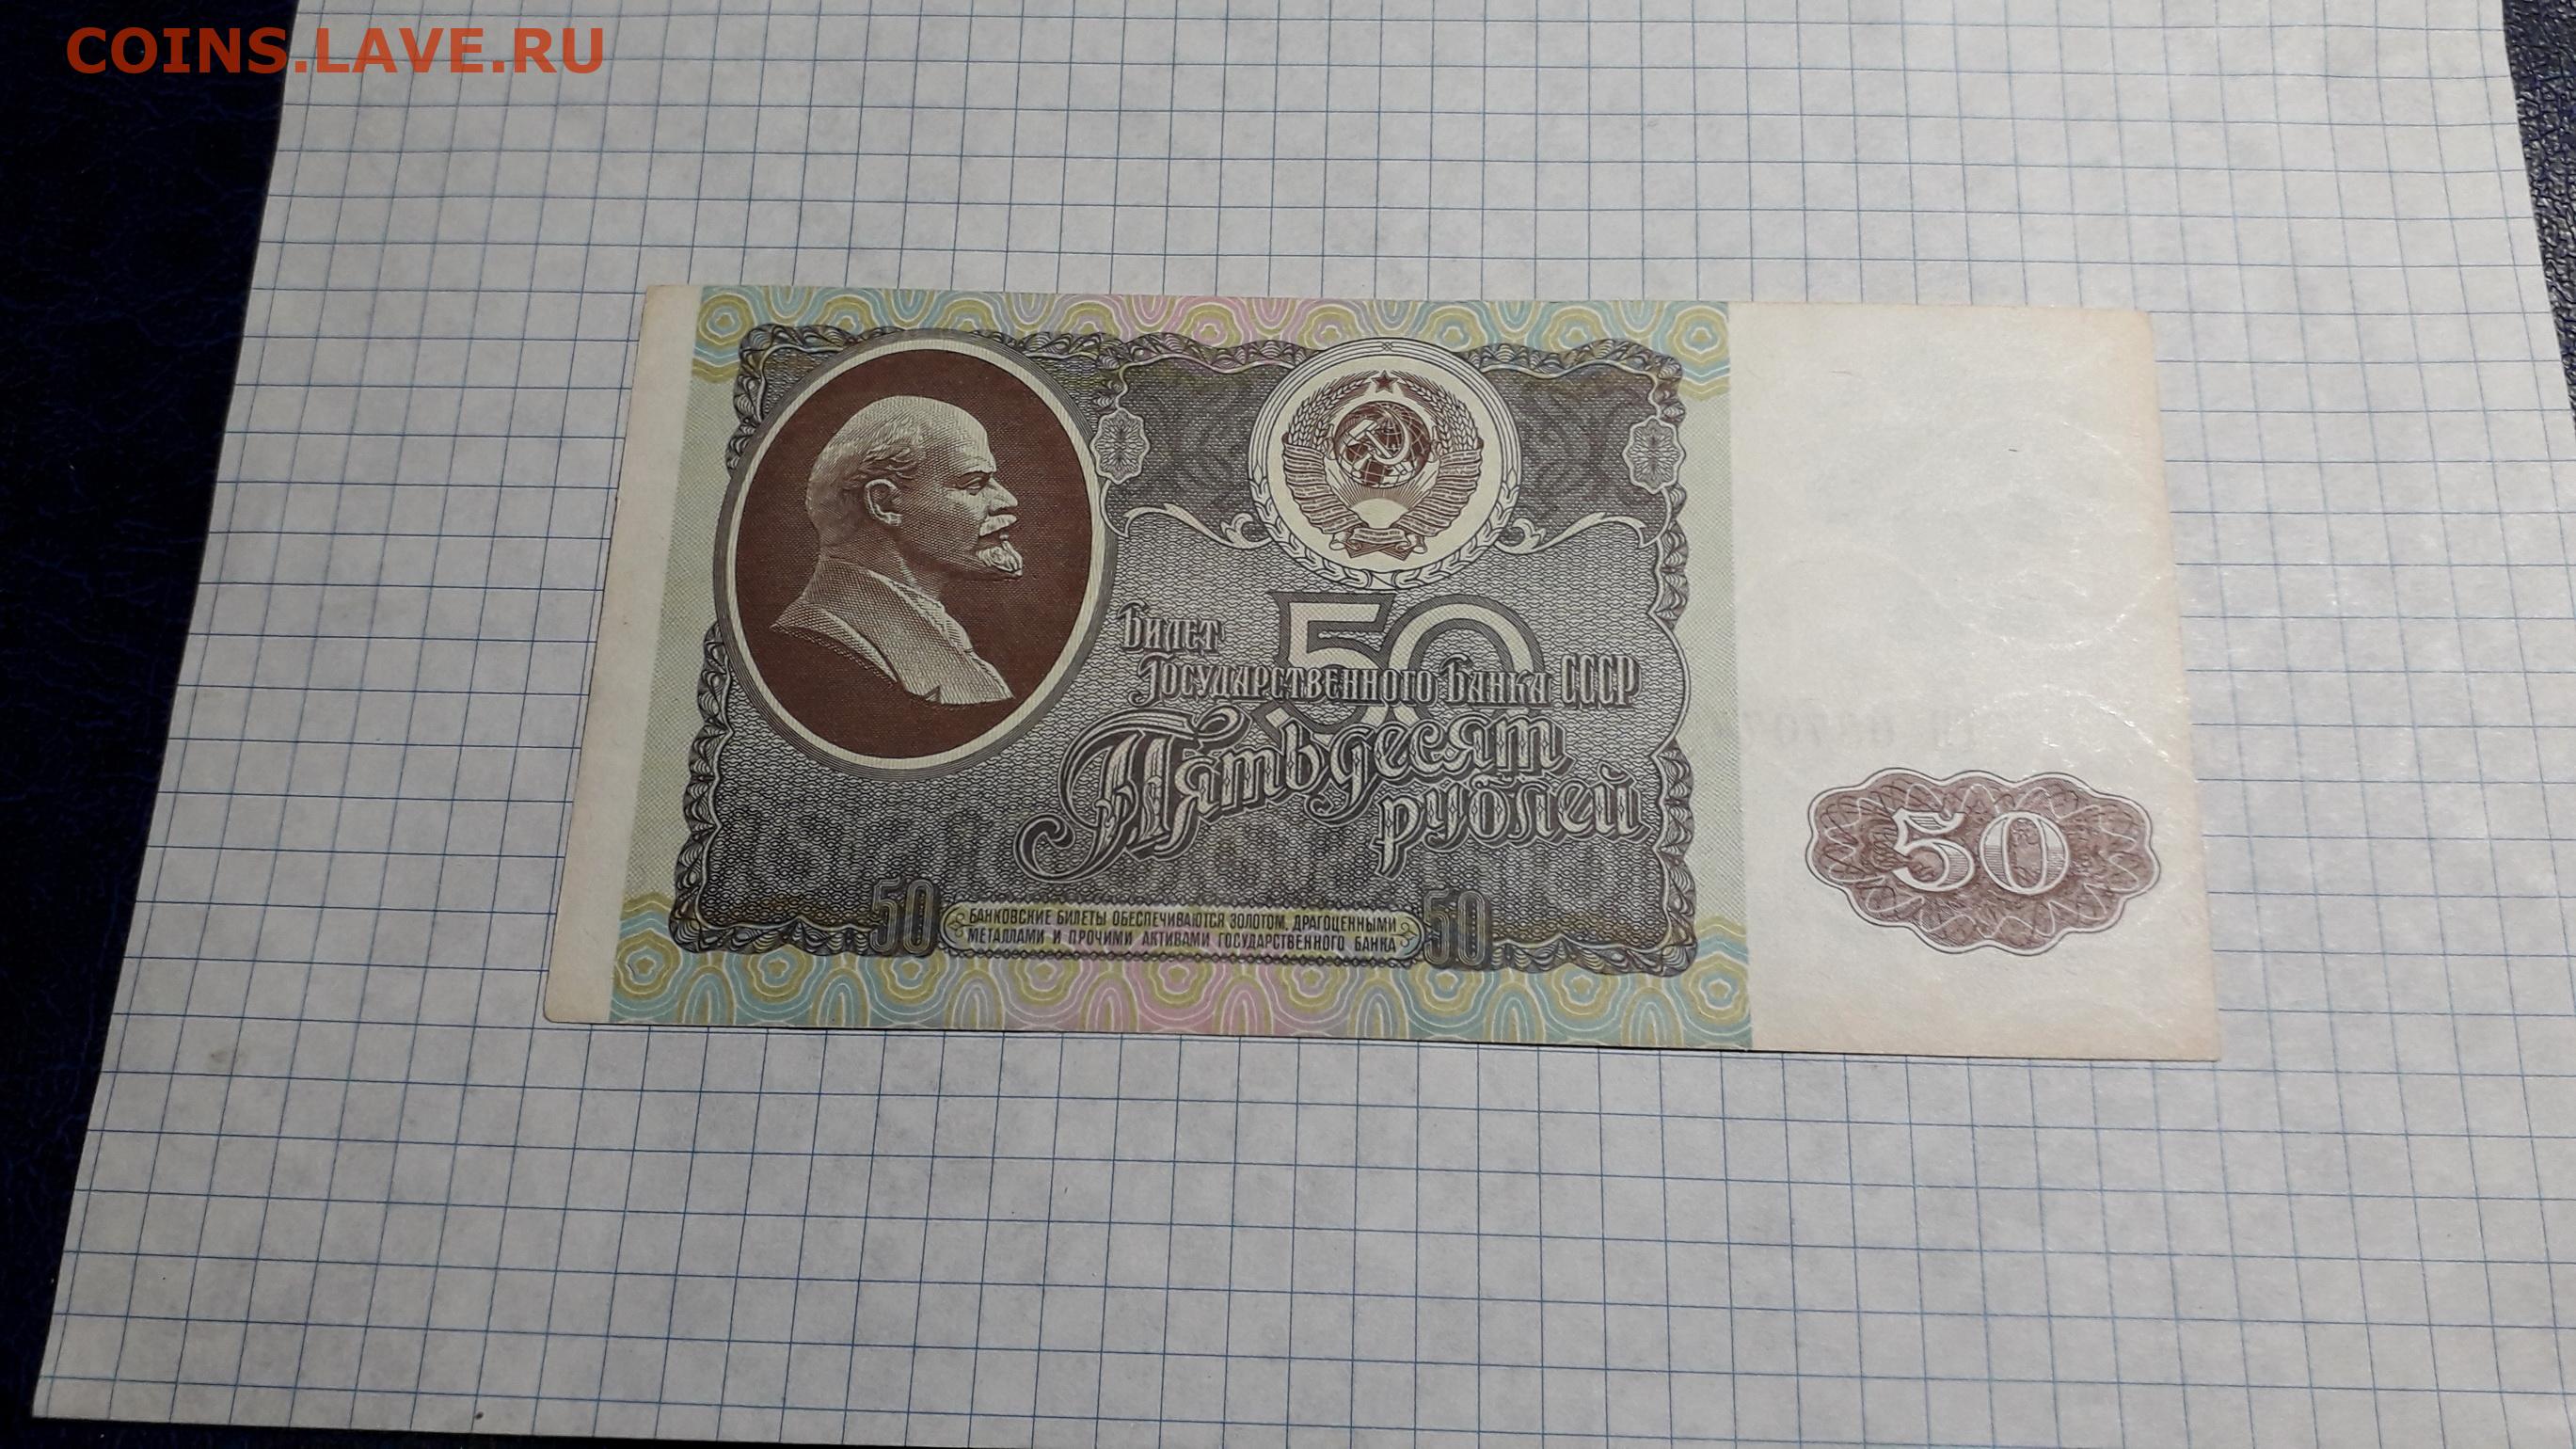 COINS.LAVE.RU
Билет
Государственного Банка СССР
50
Пятьдесят
рублей
50
БАНКОВСКИЕ БИЛЕТЫ ОБЕСПЕЧИВАЮТСЯ ЗОЛОТОМ, ДРАГОЦЕННЫМИ
МЕТАЛЛАМИ И ПРОЧИМИ АКТИВАМИ ГОСУДАРСТВЕННОГО БАНКА
50
50